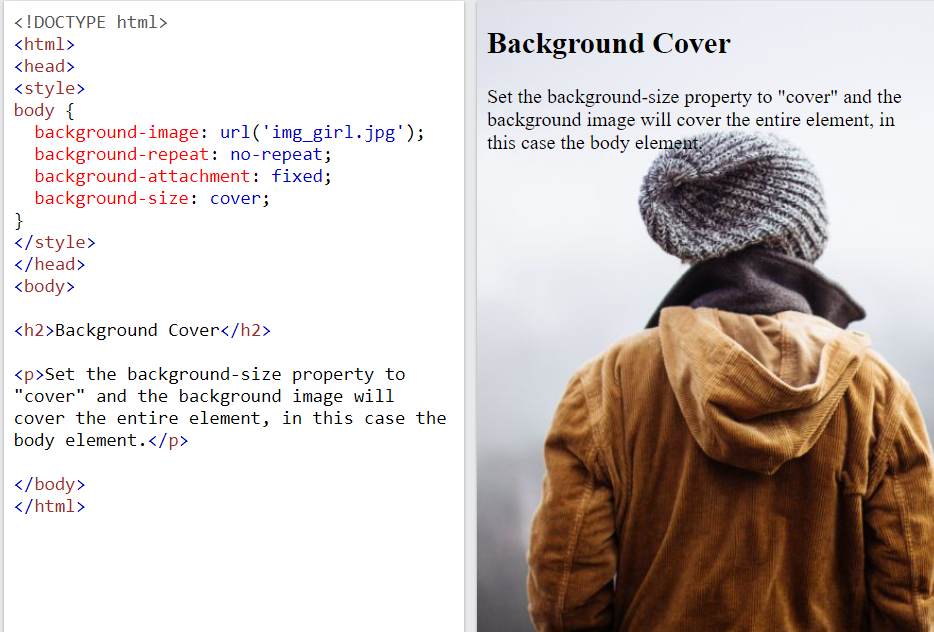 <!DOCTYPE html>
<html>
<head>
<style>
body {
  background-image: url('img_girl.jpg');
  background-repeat: no-repeat;
  background-attachment: fixed;
  background-size: cover;
}
</style>
</head>
<body>

<h2>Background Cover</h2>

<p>Set the background-size property to
"cover" and the background image will
cover the entire element, in this case the
body element.</p>

</body>
</html>
Background Cover
Set the background-size property to "cover" and the
background image will cover the entire element, in
this case the body element.